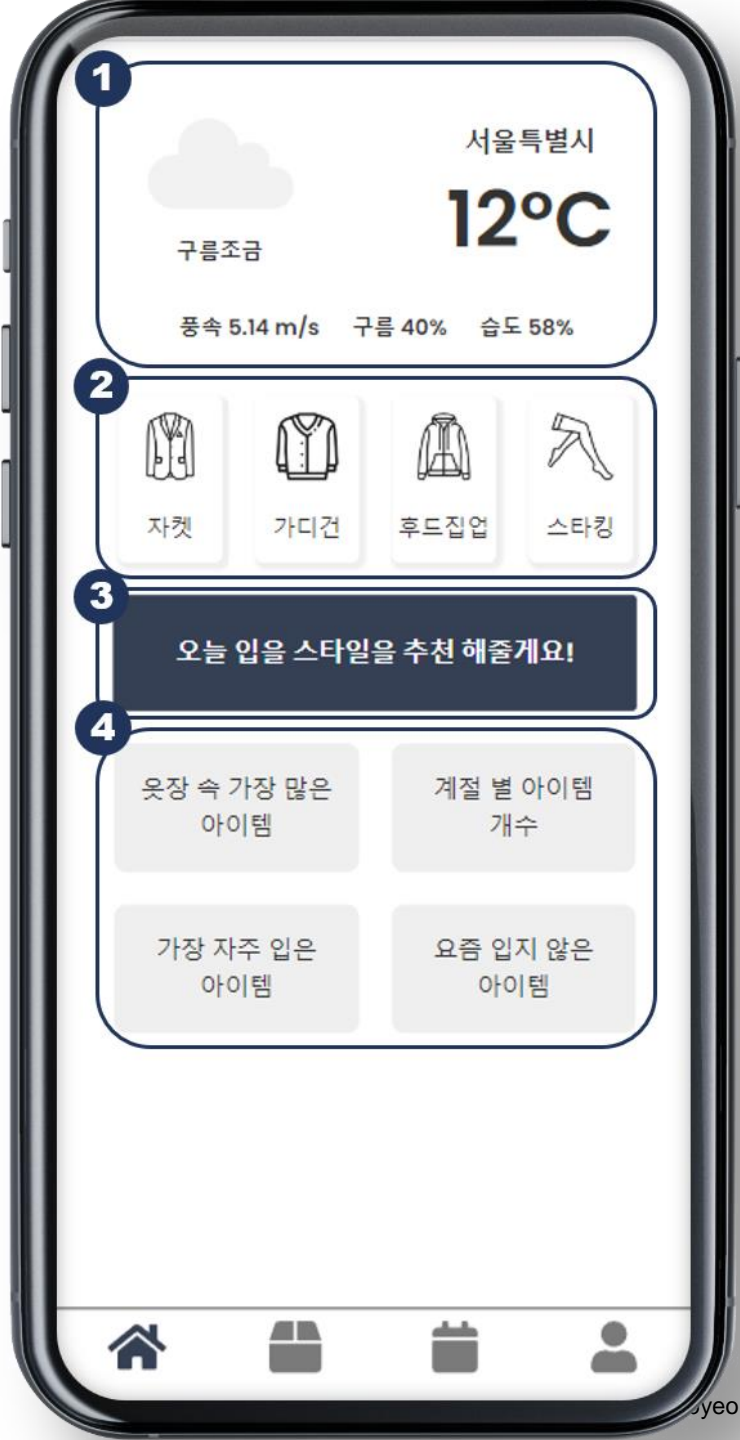 1
서울특별시
12°C
구름조금
풍속 5.14 m/s 구름 40% 습도 58%
2
자켓 가디건 후드집업 스타킹
3
오늘 입을 스타일을 추천 해줄게요!
4
옷장 속 가장 많은
아이템
계절 별 아이템
개수
가장 자주 입은
아이템
요즘 입지 않은
아이템